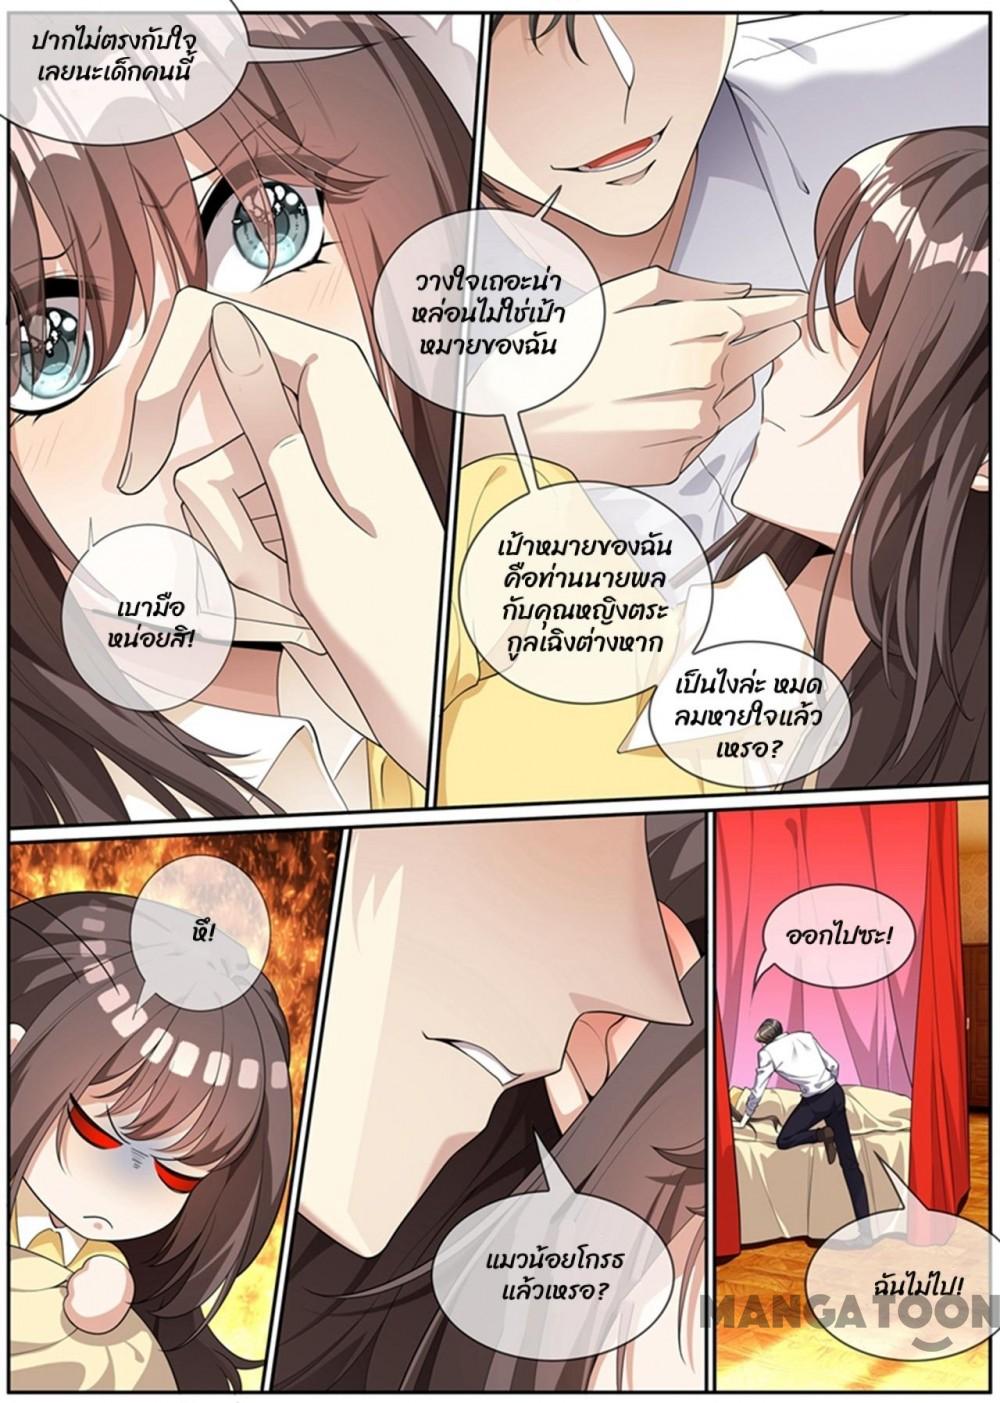 ปากไม่ตรงกับใจ
เลยนะเด็กคนนี้
เบามือ
หน่อยสิ!
วางใจเถอะน่า
หล่อนไม่ใช่เป้า
หมายของฉัน
เป้าหมายของฉัน
คือท่านนายพล
กับคุณหญิงตระ
กูลเฉิงต่างหาก
เป็นไงล่ะ หมด
ลมหายใจแล้ว
เหรอ?
หึ!
แมวน้อยโกรธ
แล้วเหรอ?
ออกไปซะ!
ฉันไม่ไป!
MANGATOON